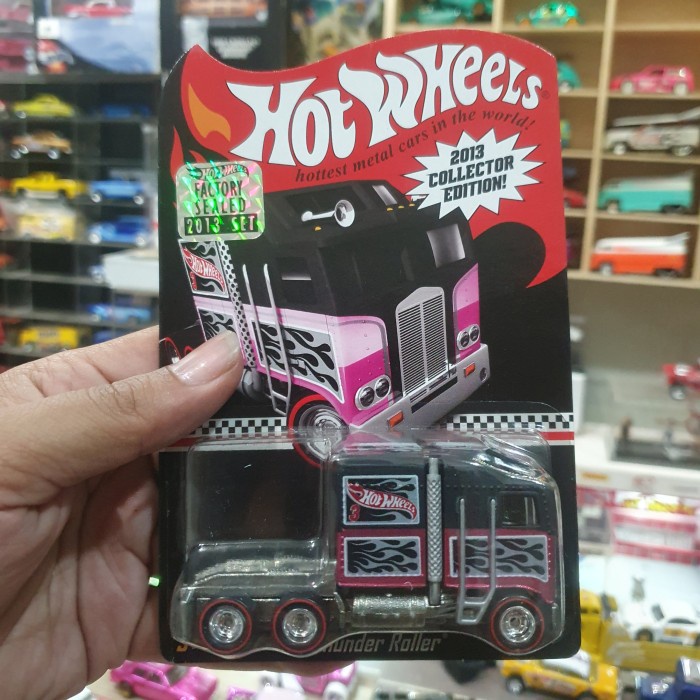 HOT WHEELS®
hottest metal cars in the world!
2013
COLLECTOR
EDITION!
HOT WHEELS
FACTORY
SEALED
2013 SET
HOT WHEELS
HOT WHEELS
3
Thunder Roller